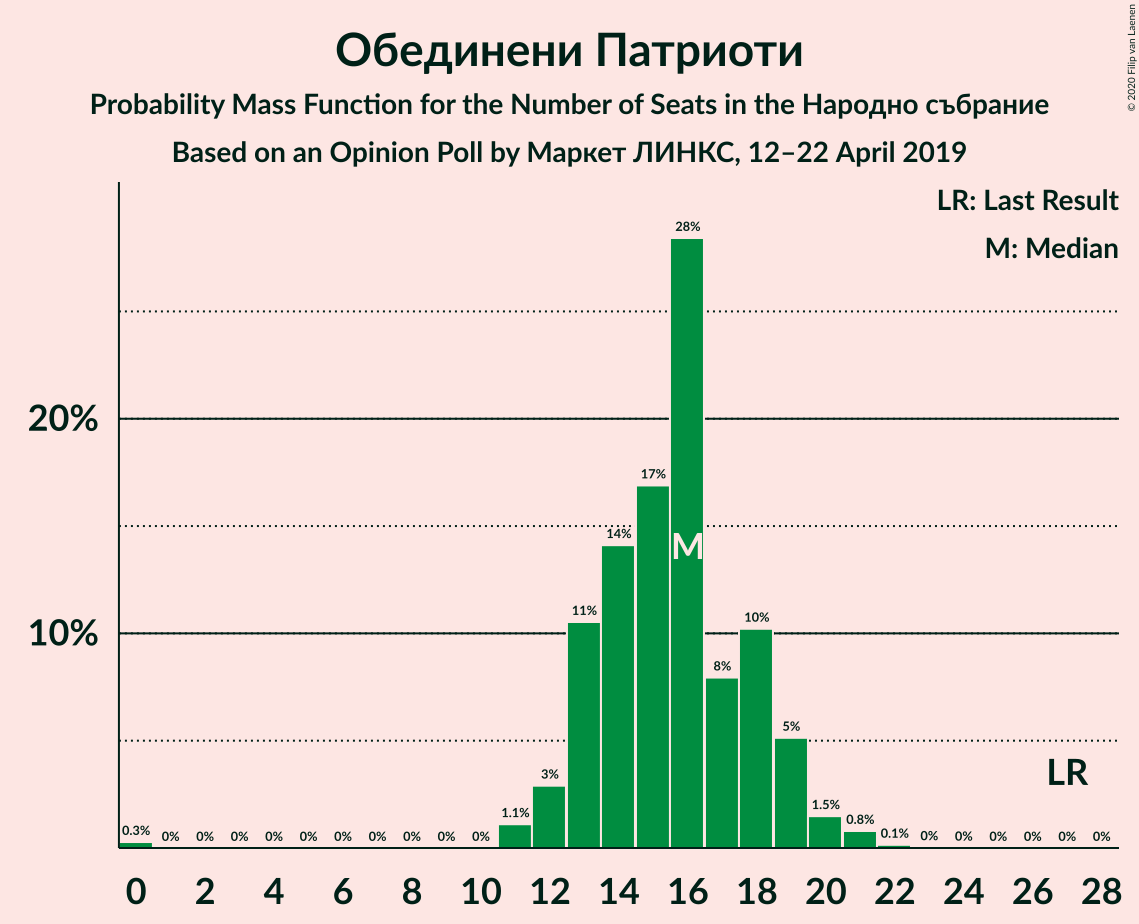 Обединени Патриоти
Probability Mass Function for the Number of Seats in the Народно събрание
Based on an Opinion Poll by Маркет ЛИНКС, 12–22 April 2019
© 2020 Filip van Laenen
LR: Last Result
M: Median
28%
20%
17%
14%
M
11%
10%
10%
8%
5%
LR
3%
1.1%
1.5%
0.8%
0.3% 0% 0% 0% 0% 0% 0% 0% 0% 0% 0% 0.1% 0% 0% 0% 0% 0% 0%
0 2 4 6 8 10 12 14 16 18 20 22 24 26 28